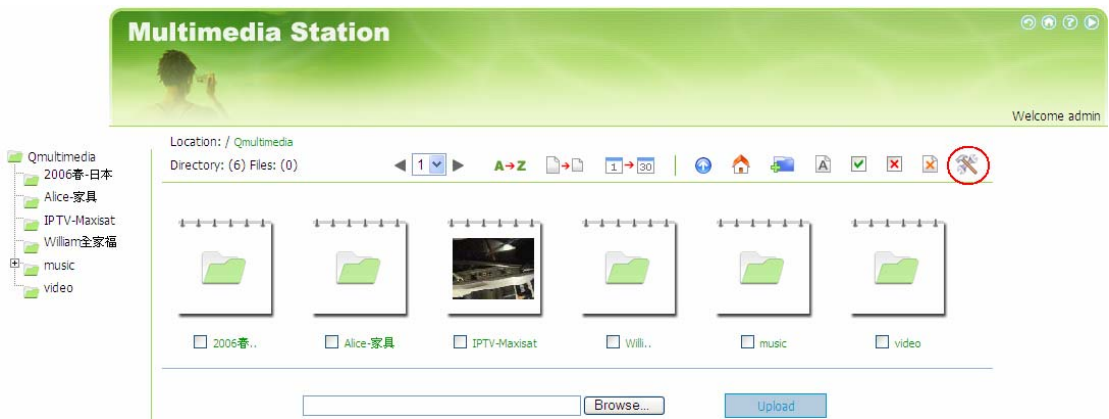 Multimedia Station
Welcome admin
Location: / Qmultimedia
Directory: (6) Files: (0)
1
A→Z
1→30
A
Qmultimedia
2006春-日本
Alice-家具
IPTV-Maxisat
William全家福
music
video
2006春..
Alice-家具
IPTV-Maxisat
Willi..
music
video
Browse...
Upload